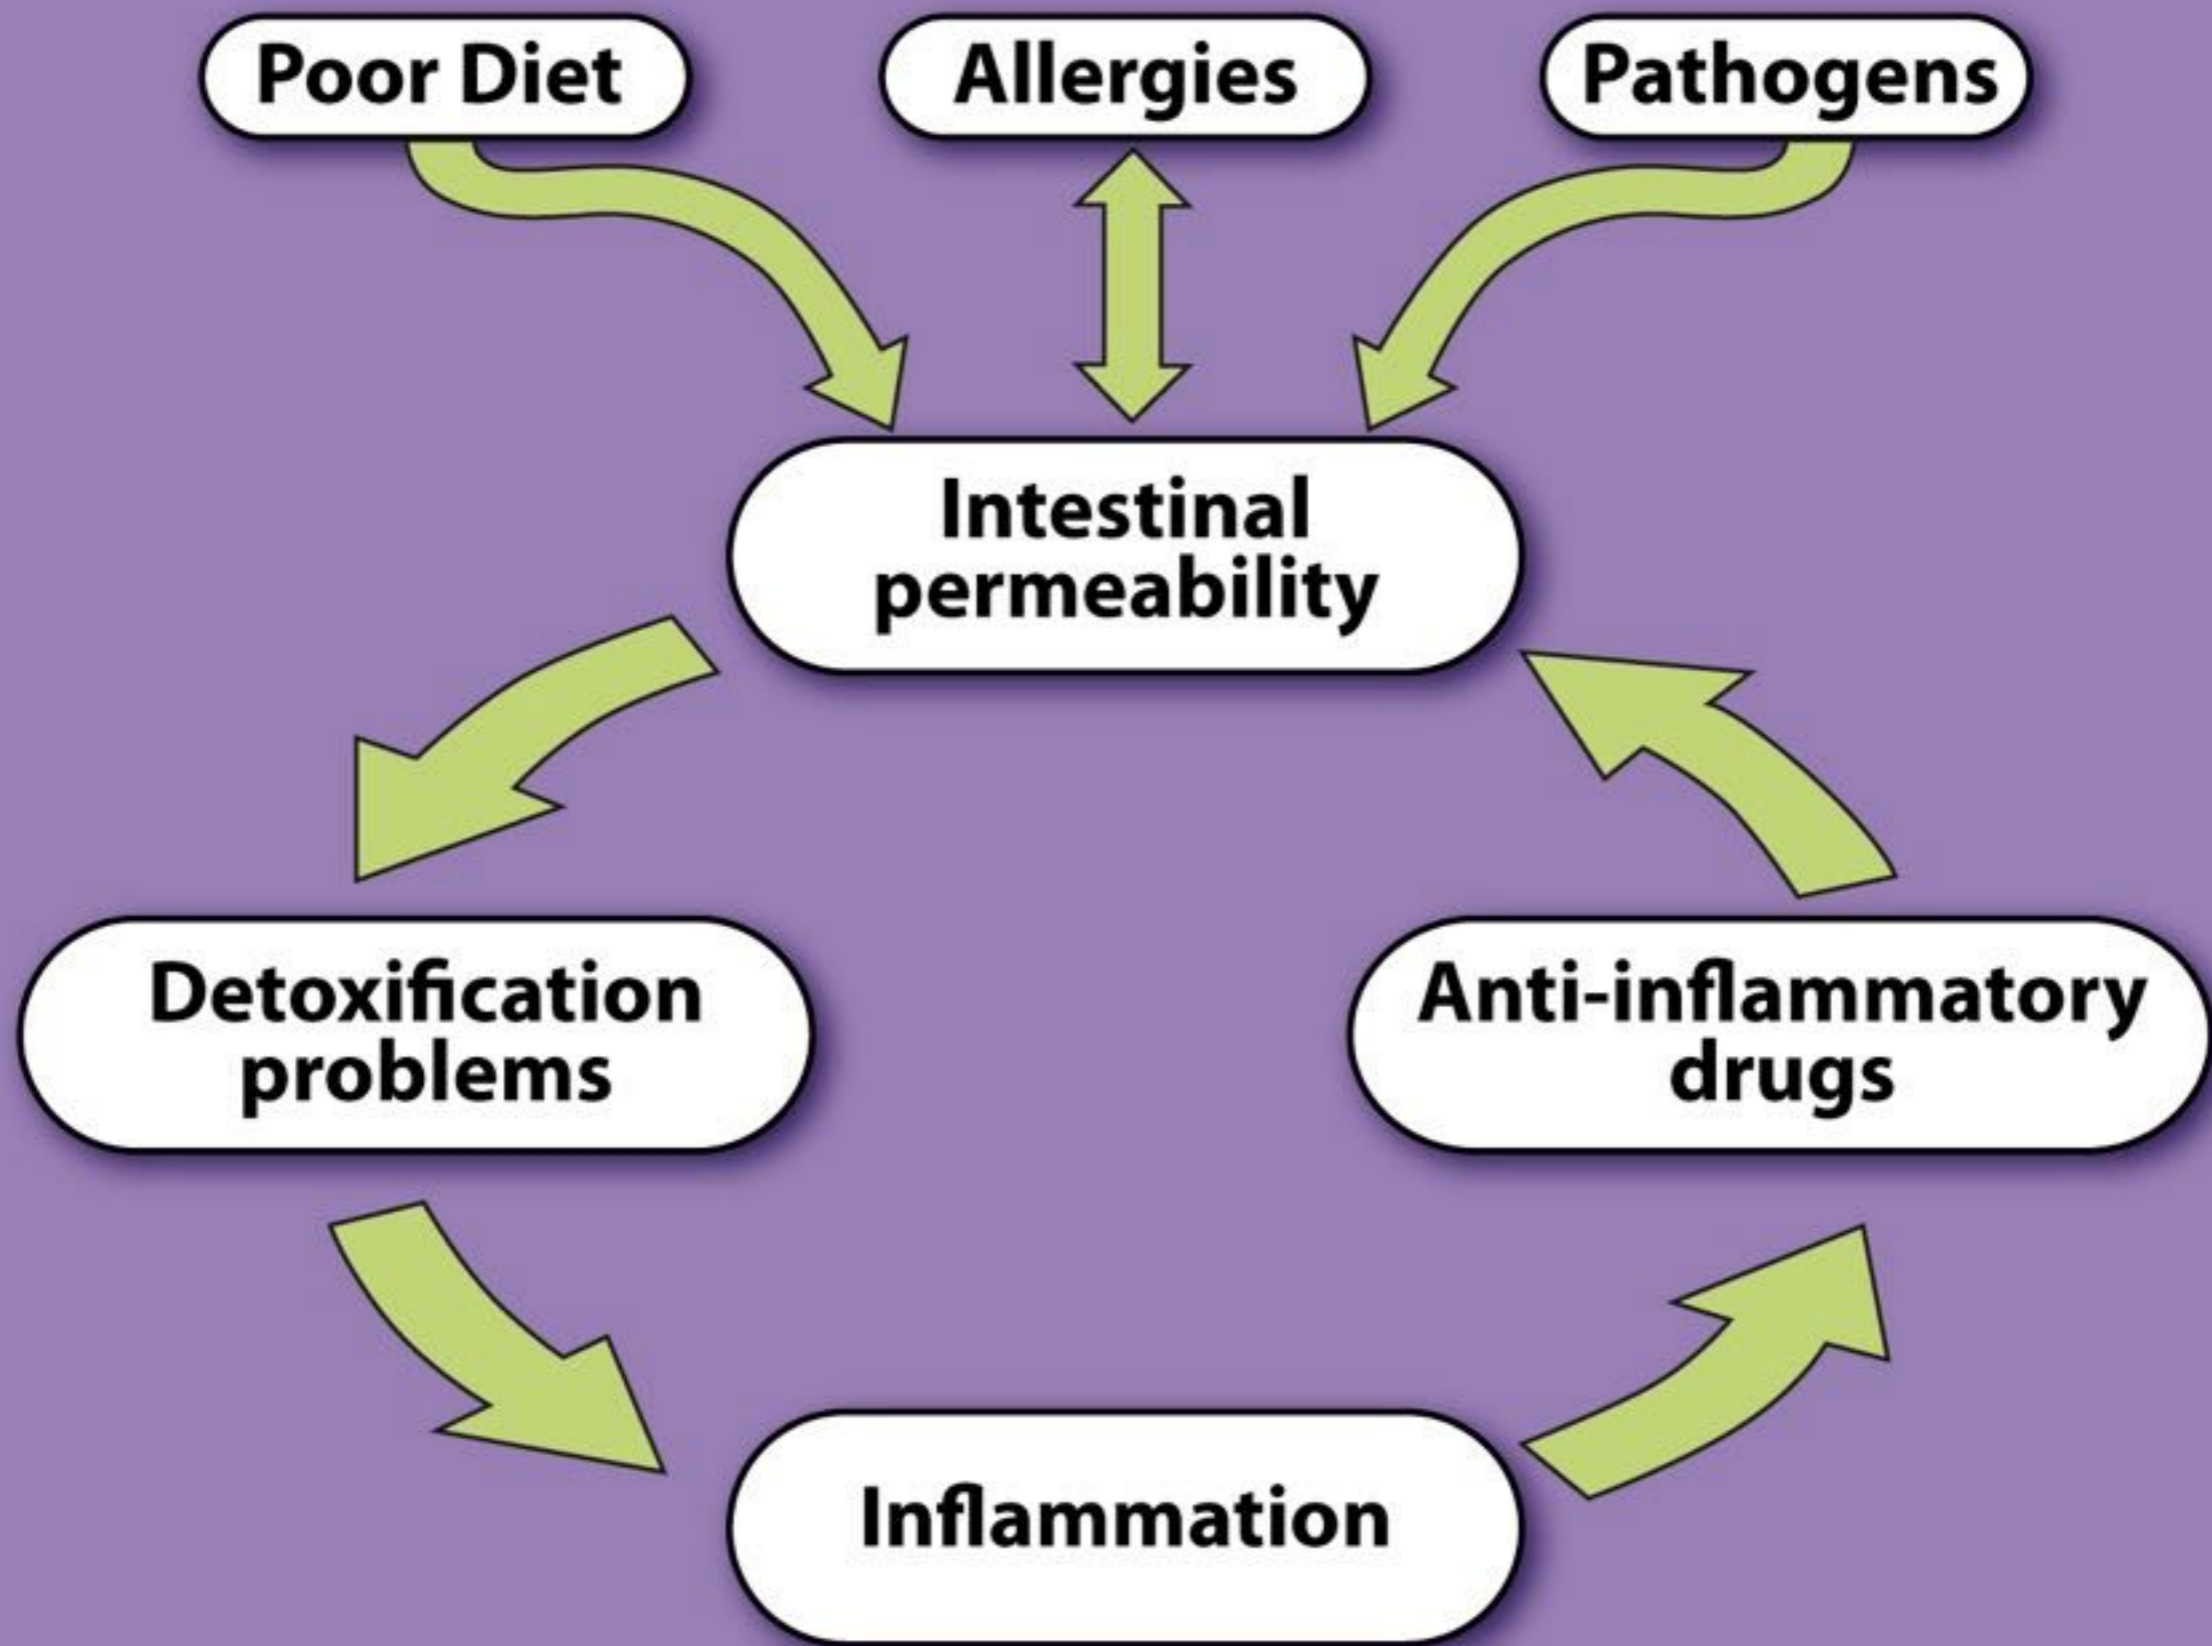 Poor Diet
Allergies
Pathogens
Intestinal
permeability
Detoxification
problems
Anti-inflammatory
drugs
Inflammation